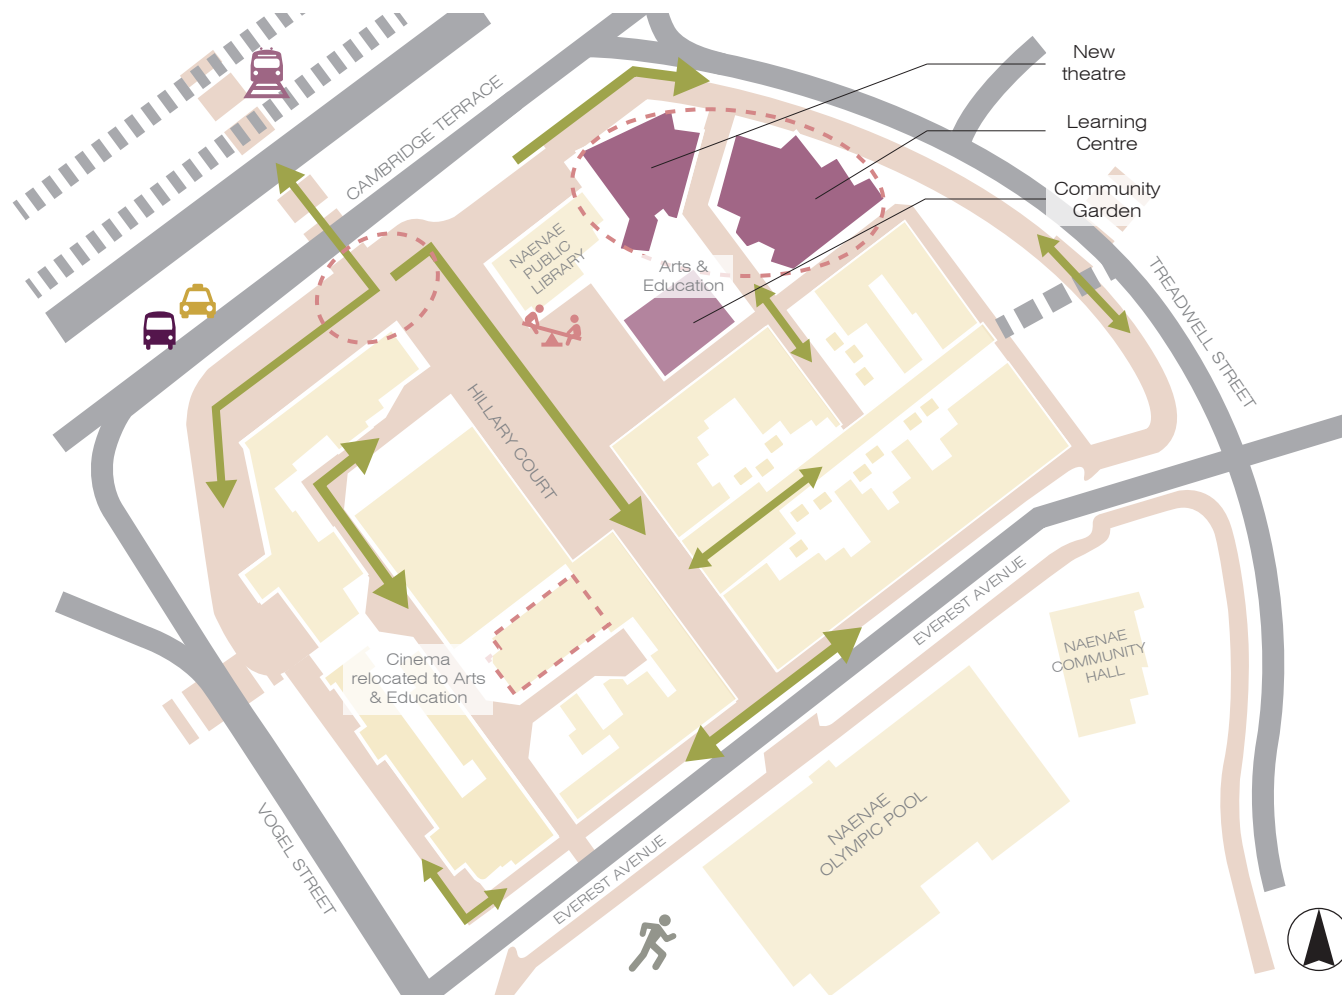 New
theatre
Learning
Centre
Community
Garden
CAMBRIDGE TERRACE
NAENAE
PUBLIC
LIBRARY
Arts &
Education
TREADWELL STREET
HILLARY COURT
Cinema
relocated to Arts
& Education
EVEREST AVENUE
NAENAE
COMMUNITY
HALL
VOGEL STREET
NAENAE
OLYMPIC POOL
EVEREST AVENUE